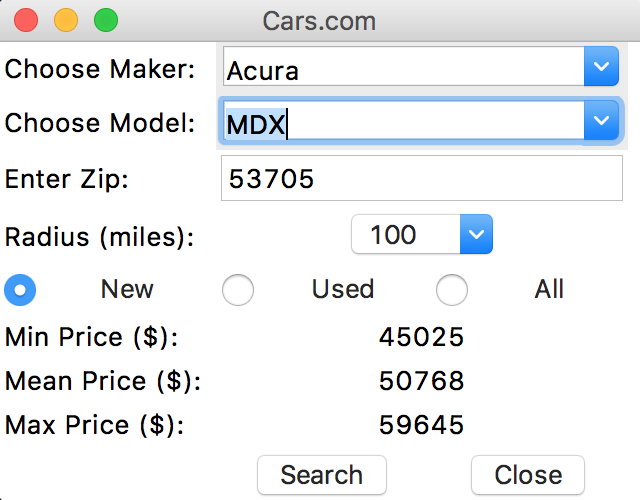 Cars.com
Choose Maker: Acura
Choose Model: MDX
Enter Zip: 53705
Radius (miles): 100
New Used All
Min Price ($): 45025
Mean Price ($): 50768
Max Price ($): 59645
Search Close